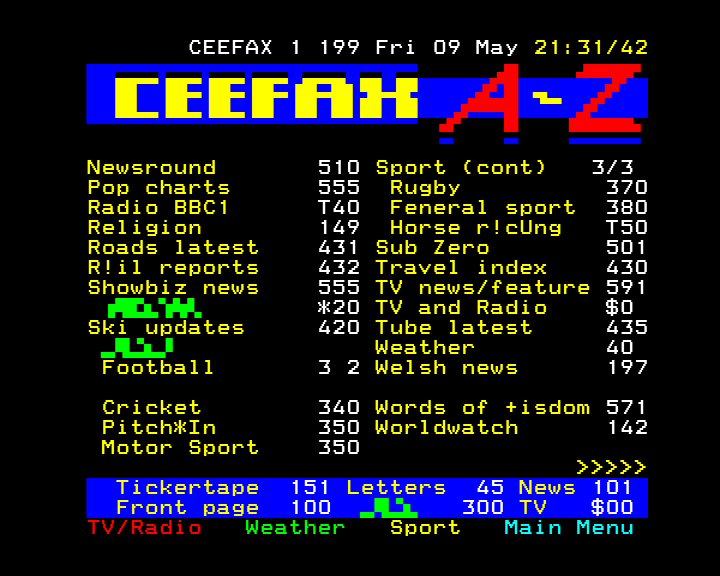 CEEFAX 1 199 Fri 09 May 21:31/42
CEEFAX A-Z
Newsround 510 Sport (cont) 3/3
Pop charts 555 Rugby 370
Radio BBC1 T40 Feneral sport 380
Religion 149 Horse r!cUng T50
Roads latest 431 Sub Zero 501
R!il reports 432 Travel index 430
Showbiz news 555 TV news/feature 591
*20 TV and Radio $0
Ski updates 420 Tube latest 435
Weather 40
Football 3 2 Welsh news 197
Cricket 340 Words of +isdom 571
Pitch*In 350 Worldwatch 142
Motor Sport 350
>>>>>
Tickertape 151 Letters 45 News 101
Front page 100 300 TV $00
TV/Radio Weather Sport Main Menu